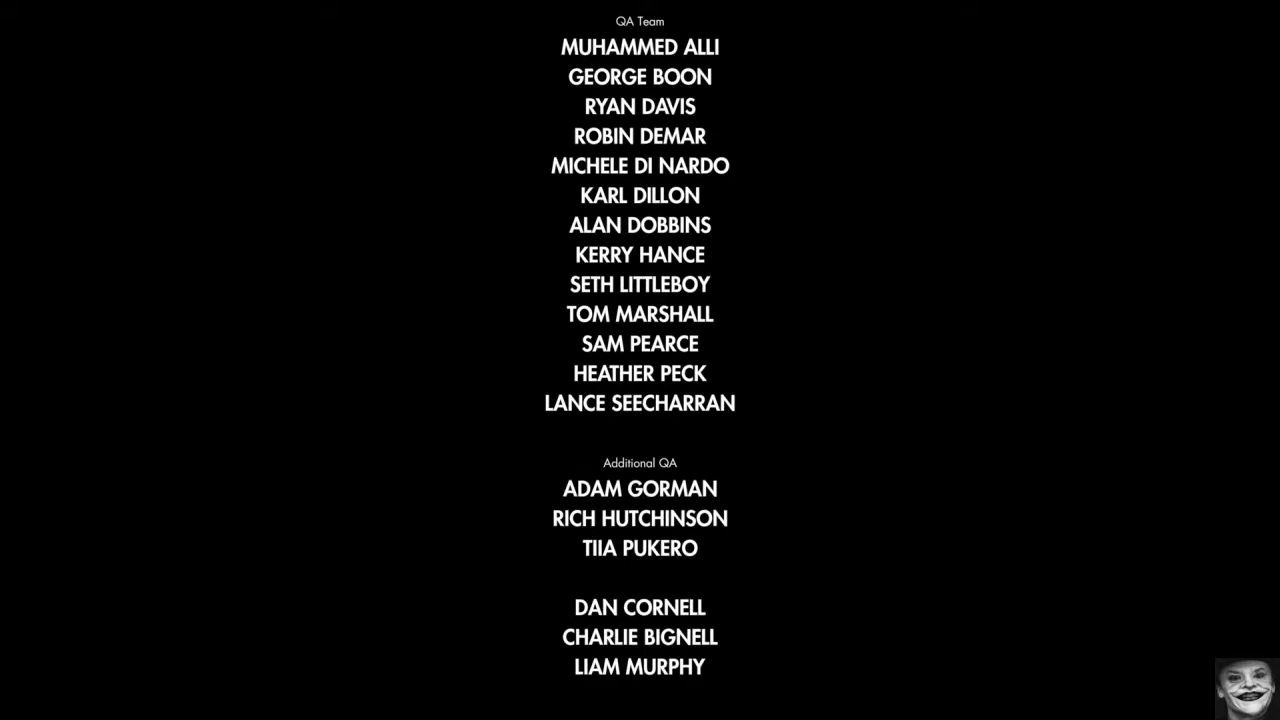 QA Team
MUHAMMED ALLI
GEORGE BOON
RYAN DAVIS
ROBIN DEMAR
MICHELE DI NARDO
KARL DILLON
ALAN DOBBINS
KERRY HANCE
SETH LITTLEBOY
TOM MARSHALL
SAM PEARCE
HEATHER PECK
LANCE SEECHARRAN
Additional QA
ADAM GORMAN
RICH HUTCHINSON
TIIA PUKERO
DAN CORNELL
CHARLIE BIGNELL
LIAM MURPHY